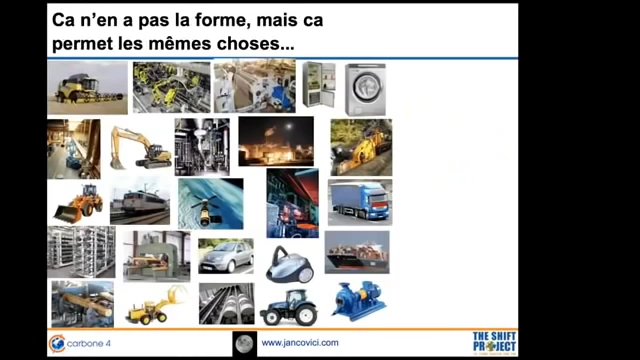 Ca n'en a pas la forme, mais ca
permet les mêmes choses...
carbone 4
www.jancovici.com
THE SHIFT
PROJECT